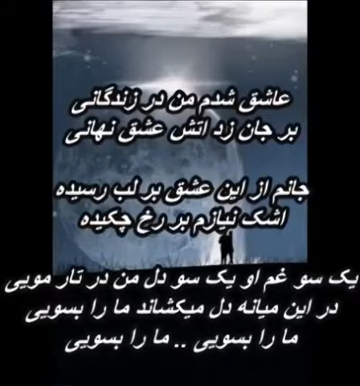 عاشق شدم من در زندگانی
بر جان زد اتش عشق نهانی
جانم از این عشق بر لب رسیده
اشک نیازم بر رخ چکیده
یک سو غم او یک سو دل من در تار مویی
در این میانه دل میکشاند ما را بسویی
ما را بسویی .. ما را بسویی